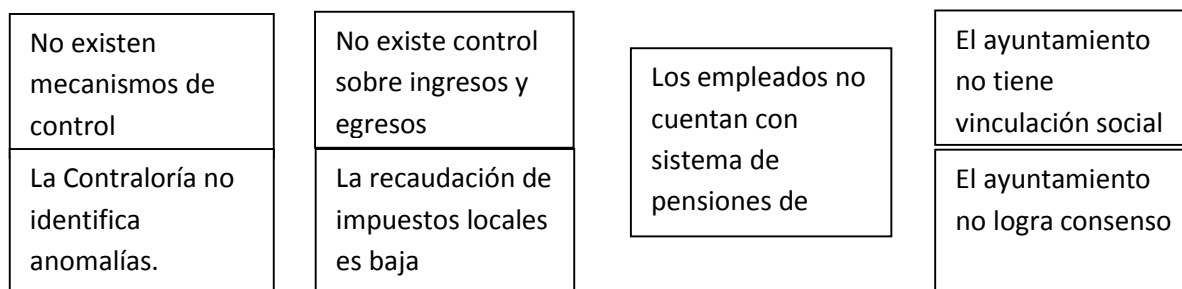 No existen
mecanismos de
control
La Contraloría no
identifica
anomalías.
No existe control
sobre ingresos y
egresos
La recaudación de
impuestos locales
es baja
Los empleados no
cuentan con
sistema de
pensiones de
El ayuntamiento
no tiene
vinculación social
El ayuntamiento
no logra consenso